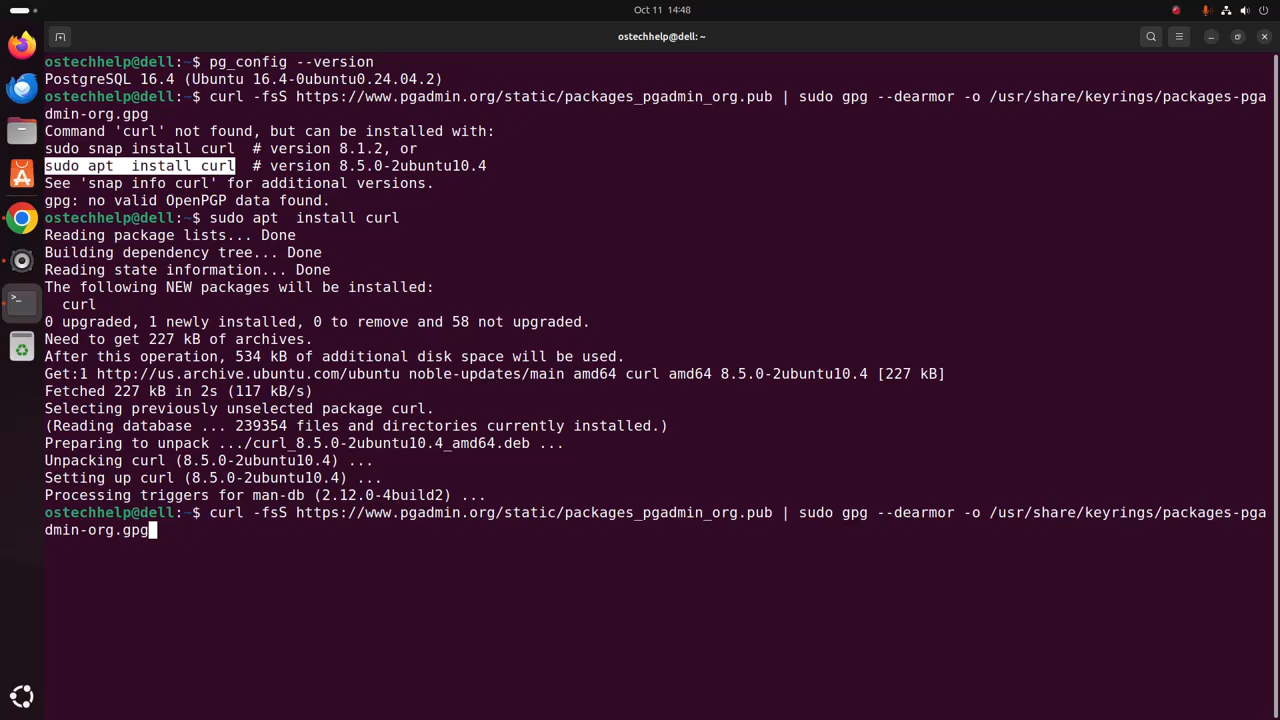 Oct 11 14:48
ostechhelp@dell: ~
ostechhelp@dell:~$ pg_config --version
PostgreSQL 16.4 (Ubuntu 16.4-0ubuntu0.24.04.2)
ostechhelp@dell:~$ curl -fsS https://www.pgadmin.org/static/packages_pgadmin_org.pub | sudo gpg --dearmor -o /usr/share/keyrings/packages-pga
dmin-org.gpg
Command 'curl' not found, but can be installed with:
sudo snap install curl  # version 8.1.2, or
sudo apt  install curl  # version 8.5.0-2ubuntu10.4
See 'snap info curl' for additional versions.
gpg: no valid OpenPGP data found.
ostechhelp@dell:~$ sudo apt  install curl
Reading package lists... Done
Building dependency tree... Done
Reading state information... Done
The following NEW packages will be installed:
  curl
0 upgraded, 1 newly installed, 0 to remove and 58 not upgraded.
Need to get 227 kB of archives.
After this operation, 534 kB of additional disk space will be used.
Get:1 http://us.archive.ubuntu.com/ubuntu noble-updates/main amd64 curl amd64 8.5.0-2ubuntu10.4 [227 kB]
Fetched 227 kB in 2s (117 kB/s)
Selecting previously unselected package curl.
(Reading database ... 239354 files and directories currently installed.)
Preparing to unpack .../curl_8.5.0-2ubuntu10.4_amd64.deb ...
Unpacking curl (8.5.0-2ubuntu10.4) ...
Setting up curl (8.5.0-2ubuntu10.4) ...
Processing triggers for man-db (2.12.0-4build2) ...
ostechhelp@dell:~$ curl -fsS https://www.pgadmin.org/static/packages_pgadmin_org.pub | sudo gpg --dearmor -o /usr/share/keyrings/packages-pga
dmin-org.gpg